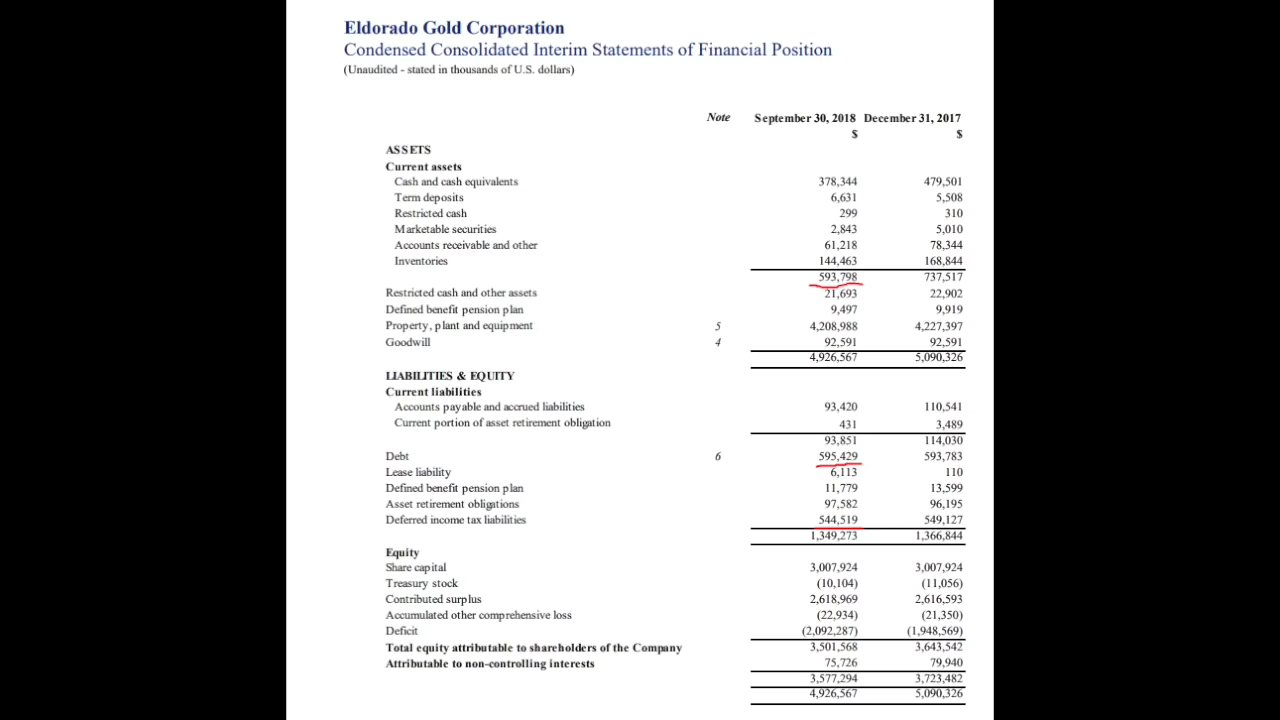 Eldorado Gold Corporation
Condensed Consolidated Interim Statements of Financial Position
(Unaudited - stated in thousands of U.S. dollars)
Note September 30, 2018 December 31, 2017
$ $
ASSETS
Current assets
Cash and cash equivalents 378,344 479,501
Term deposits 6,631 5,508
Restricted cash 299 310
Marketable securities 2,843 5,010
Accounts receivable and other 61,218 78,344
Inventories 144,463 168,844
593,798 737,517
Restricted cash and other assets 21,693 22,902
Defined benefit pension plan 9,497 9,919
Property, plant and equipment 5 4,208,988 4,227,397
Goodwill 4 92,591 92,591
4,926,567 5,090,326
LIABILITIES & EQUITY
Current liabilities
Accounts payable and accrued liabilities 93,420 110,541
Current portion of asset retirement obligation 431 3,489
93,851 114,030
Debt 6 595,429 593,783
Lease liability 6,113 110
Defined benefit pension plan 11,779 13,599
Asset retirement obligations 97,582 96,195
Deferred income tax liabilities 544,519 549,127
1,349,273 1,366,844
Equity
Share capital 3,007,924 3,007,924
Treasury stock (10,104) (11,056)
Contributed surplus 2,618,969 2,616,593
Accumulated other comprehensive loss (22,934) (21,350)
Deficit (2,092,287) (1,948,569)
Total equity attributable to shareholders of the Company 3,501,568 3,643,542
Attributable to non-controlling interests 75,726 79,940
3,577,294 3,723,482
4,926,567 5,090,326